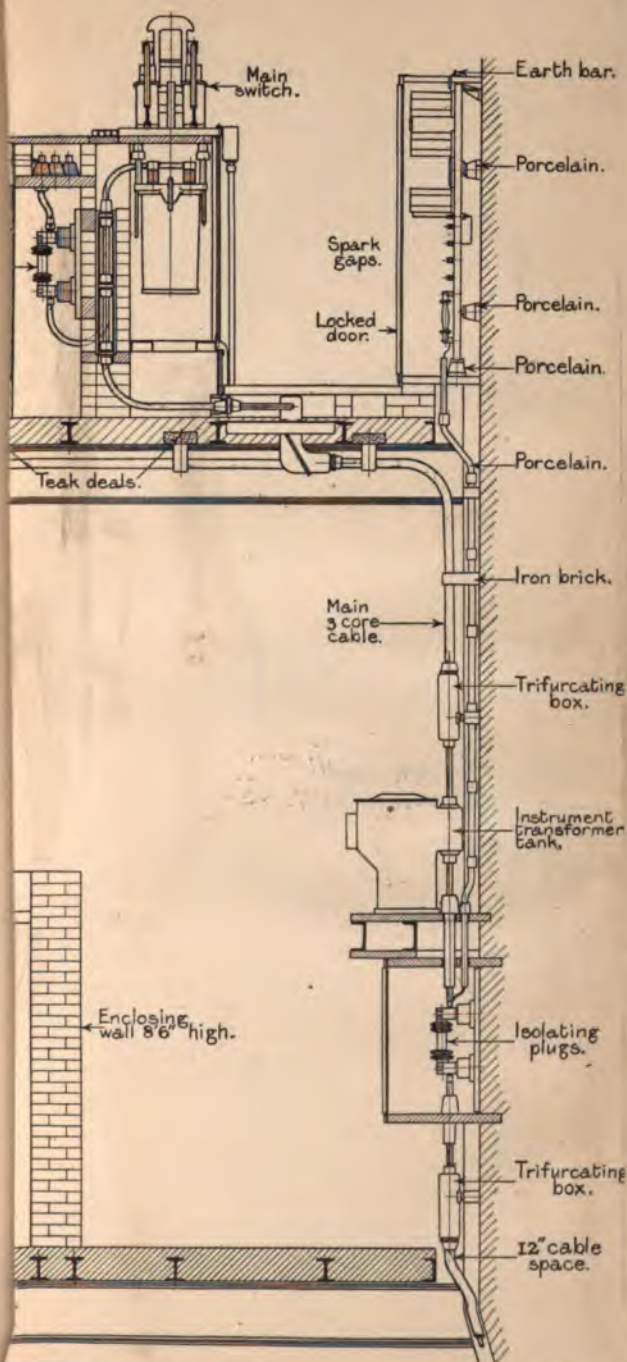 Main
switch.
Earth bar.
Porcelain.
Spark
gaps.
Locked
door.
Porcelain.
Porcelain.
Porcelain.
Teak deals.
Iron brick.
Main
3 core
cable.
Trifurcating
box.
Instrument
transformer
tank.
Enclosing
wall 8'6" high.
Isolating
plugs.
Trifurcating
box.
12" cable
space.